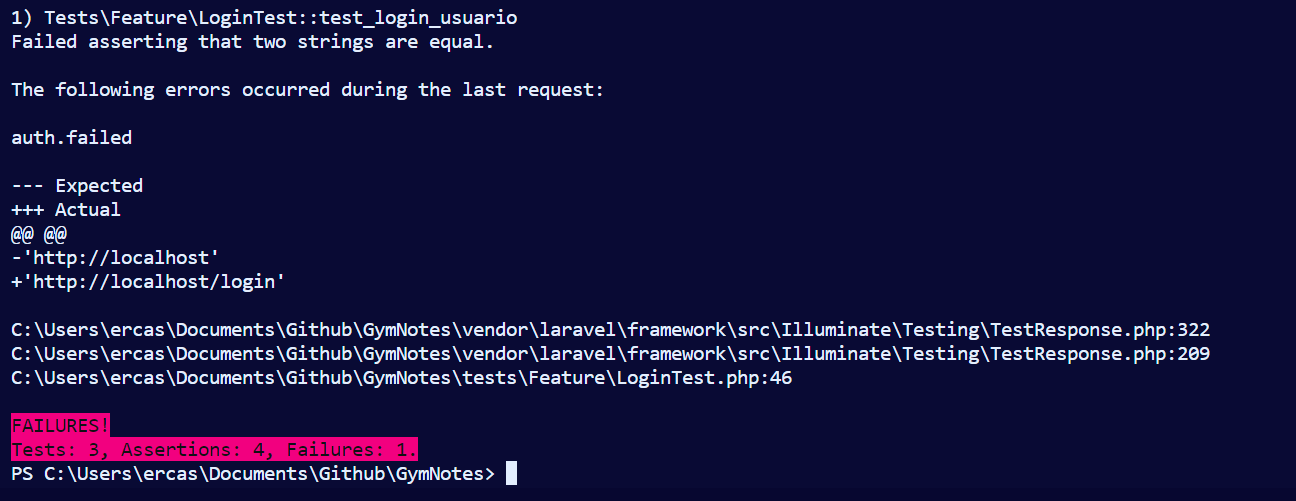 1) Tests\Feature\LoginTest::test_login_usuario
Failed asserting that two strings are equal.
The following errors occurred during the last request:
auth.failed
--- Expected
+++ Actual
@@ @@
-'http://localhost'
+'http://localhost/login'
C:\Users\ercas\Documents\Github\GymNotes\vendor\laravel\framework\src\Illuminate\Testing\TestResponse.php:322
C:\Users\ercas\Documents\Github\GymNotes\vendor\laravel\framework\src\Illuminate\Testing\TestResponse.php:209
C:\Users\ercas\Documents\Github\GymNotes\tests\Feature\LoginTest.php:46
FAILURES!
Tests: 3, Assertions: 4, Failures: 1.
PS C:\Users\ercas\Documents\Github\GymNotes>